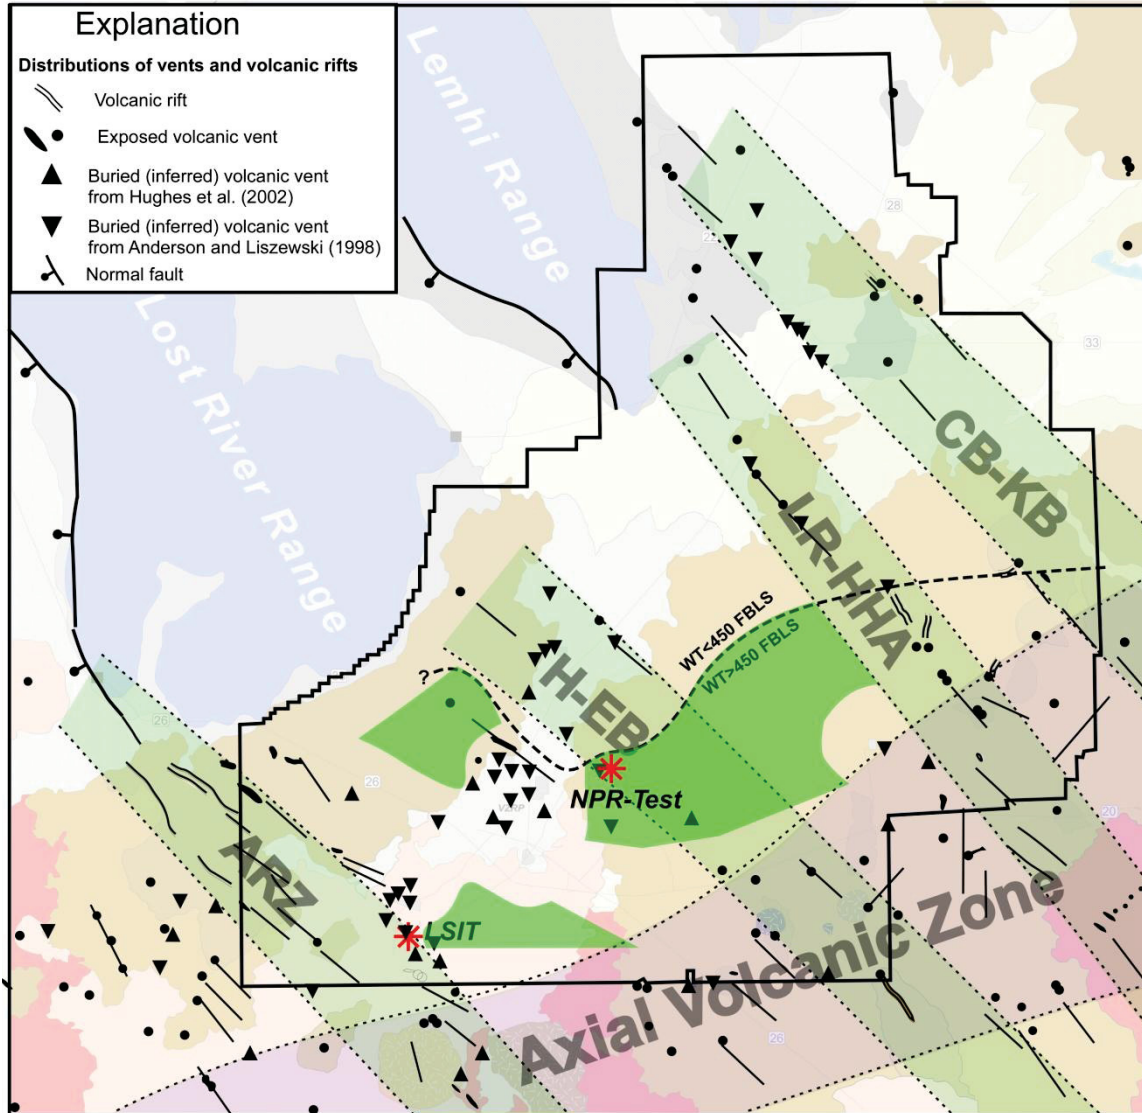 Explanation
Distributions of vents and volcanic rifts
Volcanic rift
Exposed volcanic vent
Buried (inferred) volcanic vent
from Hughes et al. (2002)
Buried (inferred) volcanic vent
from Anderson and Liszewski (1998)
Normal fault
Lemhi Range
Lost River Range
28
33
CB-KB
LR-HHA
WT<450 FBLS
WT>450 FBLS
?
H-EB
26
26
NPR-Test
20
ARZ
LSIT
Axial Volcanic Zone
26